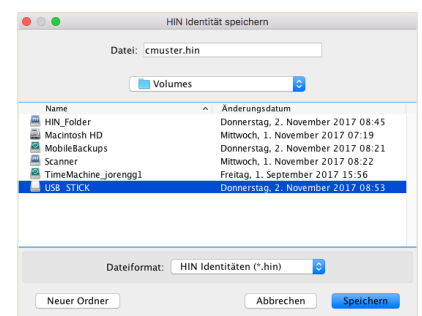 HIN Identität speichern
Datei: cmuster.hin
Volumes
Name Änderungsdatum
HIN_Folder Donnerstag, 2. November 2017 08:45
Macintosh HD Mittwoch, 1. November 2017 07:19
MobileBackups Donnerstag, 2. November 2017 08:21
Scanner Mittwoch, 1. November 2017 08:22
TimeMachine_jorengg1 Freitag, 1. September 2017 15:56
USB STICK Donnerstag, 2. November 2017 08:53
Dateiformat: HIN Identitäten (*.hin)
Neuer Ordner Abbrechen Speichern